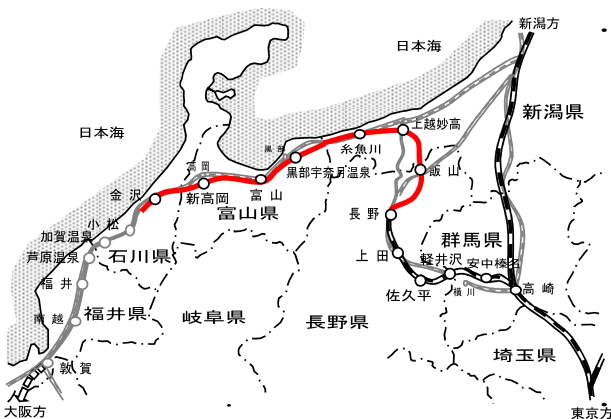 新潟方
日本海
新潟県
日本海
上越妙高
糸魚川
黒部
飯山
高岡
黒部宇奈月温泉
金沢
新高岡
富山
長野
富山県
小松
加賀温泉
群馬県
芦原温泉
石川県
上田
軽井沢
安中榛名
福井
佐久平
横川
高崎
南越
福井県
岐阜県
長野県
埼玉県
敦賀
大阪方
東京方